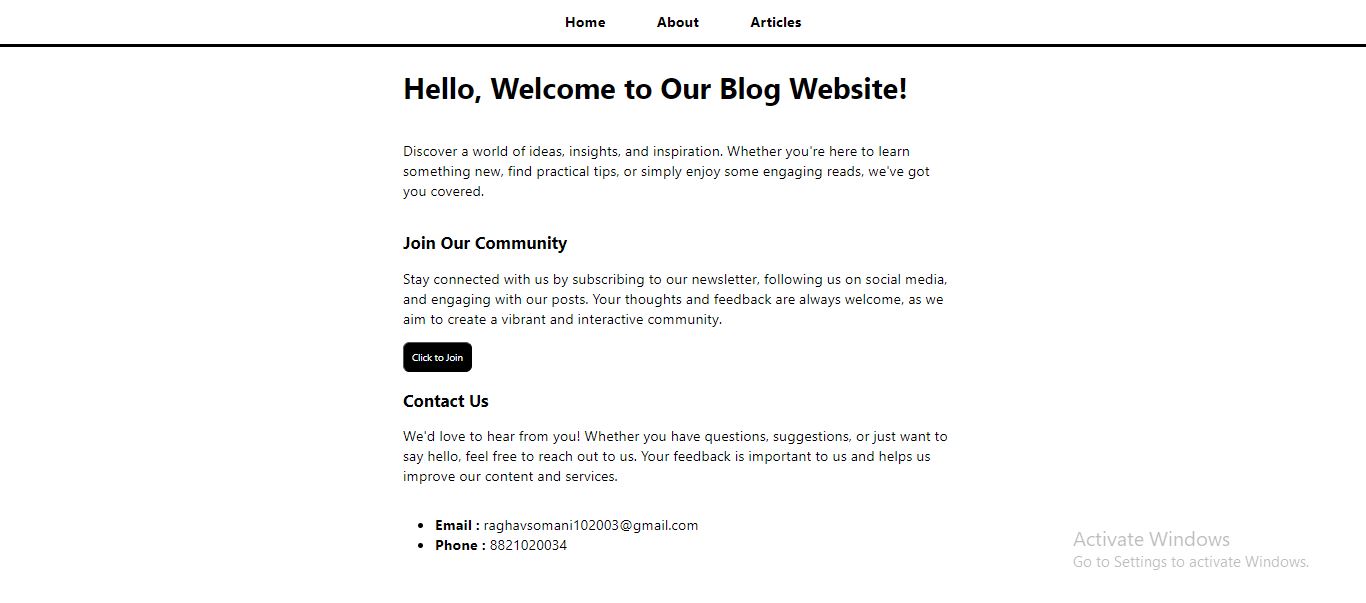 Home About Articles
Hello, Welcome to Our Blog Website!
Discover a world of ideas, insights, and inspiration. Whether you're here to learn
something new, find practical tips, or simply enjoy some engaging reads, we've got
you covered.
Join Our Community
Stay connected with us by subscribing to our newsletter, following us on social media,
and engaging with our posts. Your thoughts and feedback are always welcome, as we
aim to create a vibrant and interactive community.
Click to Join
Contact Us
We'd love to hear from you! Whether you have questions, suggestions, or just want to
say hello, feel free to reach out to us. Your feedback is important to us and helps us
improve our content and services.
• Email : raghavsomani102003@gmail.com
• Phone : 8821020034
Activate Windows
Go to Settings to activate Windows.